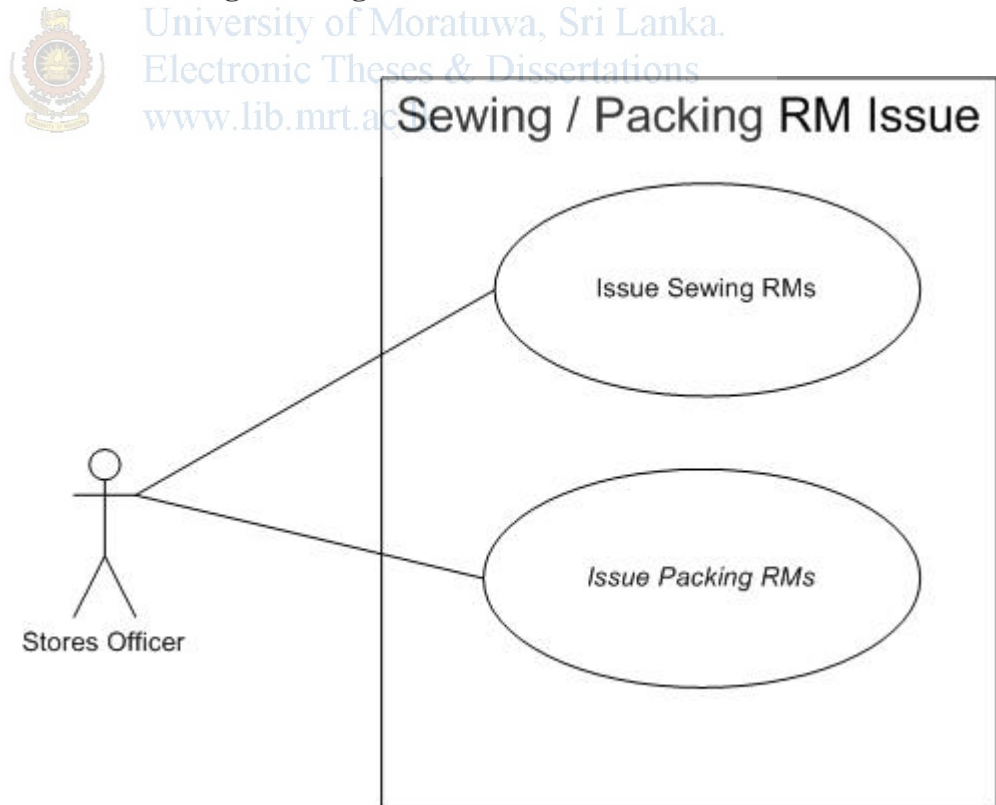 University of Moratuwa, Sri Lanka.
Electronic Theses & Dissertations
www.lib.mrt.ac.lk
Sewing / Packing RM Issue
Issue Sewing RMs
Issue Packing RMs
Stores Officer